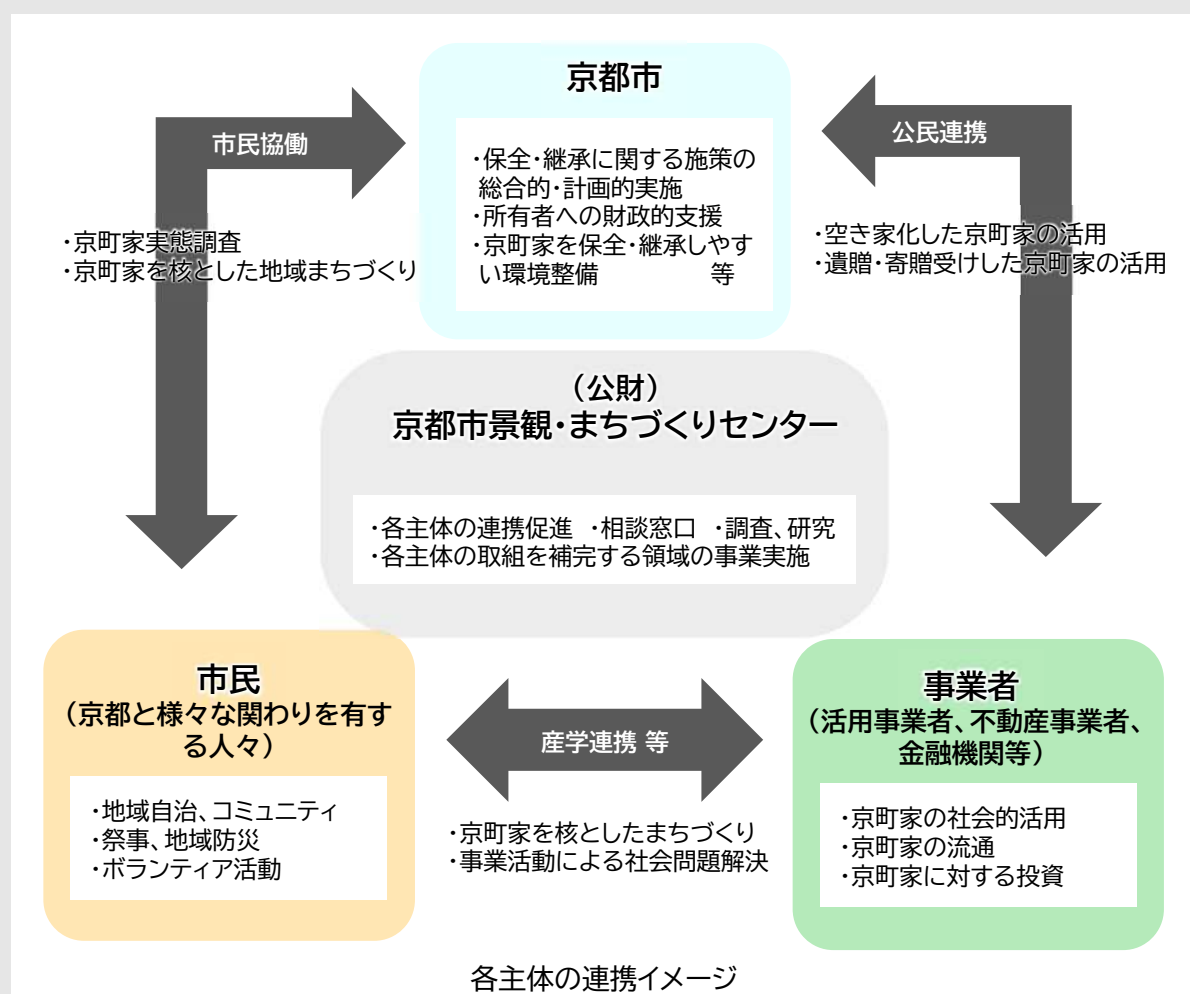 京都市
・保全・継承に関する施策の
総合的・計画的実施
・所有者への財政的支援
・京町家を保全・継承しやす
い環境整備　　　　　等
市民協働
・京町家実態調査
・京町家を核とした地域まちづくり
公民連携
・空き家化した京町家の活用
・遺贈・寄贈受けした京町家の活用
（公財）
京都市景観・まちづくりセンター
・各主体の連携促進　・相談窓口　・調査、研究
・各主体の取組を補完する領域の事業実施
市民
（京都と様々な関わりを有す
る人々）
・地域自治、コミュニティ
・祭事、地域防災
・ボランティア活動
産学連携 等
・京町家を核としたまちづくり
・事業活動による社会問題解決
事業者
（活用事業者、不動産事業者、
金融機関等）
・京町家の社会的活用
・京町家の流通
・京町家に対する投資
各主体の連携イメージ